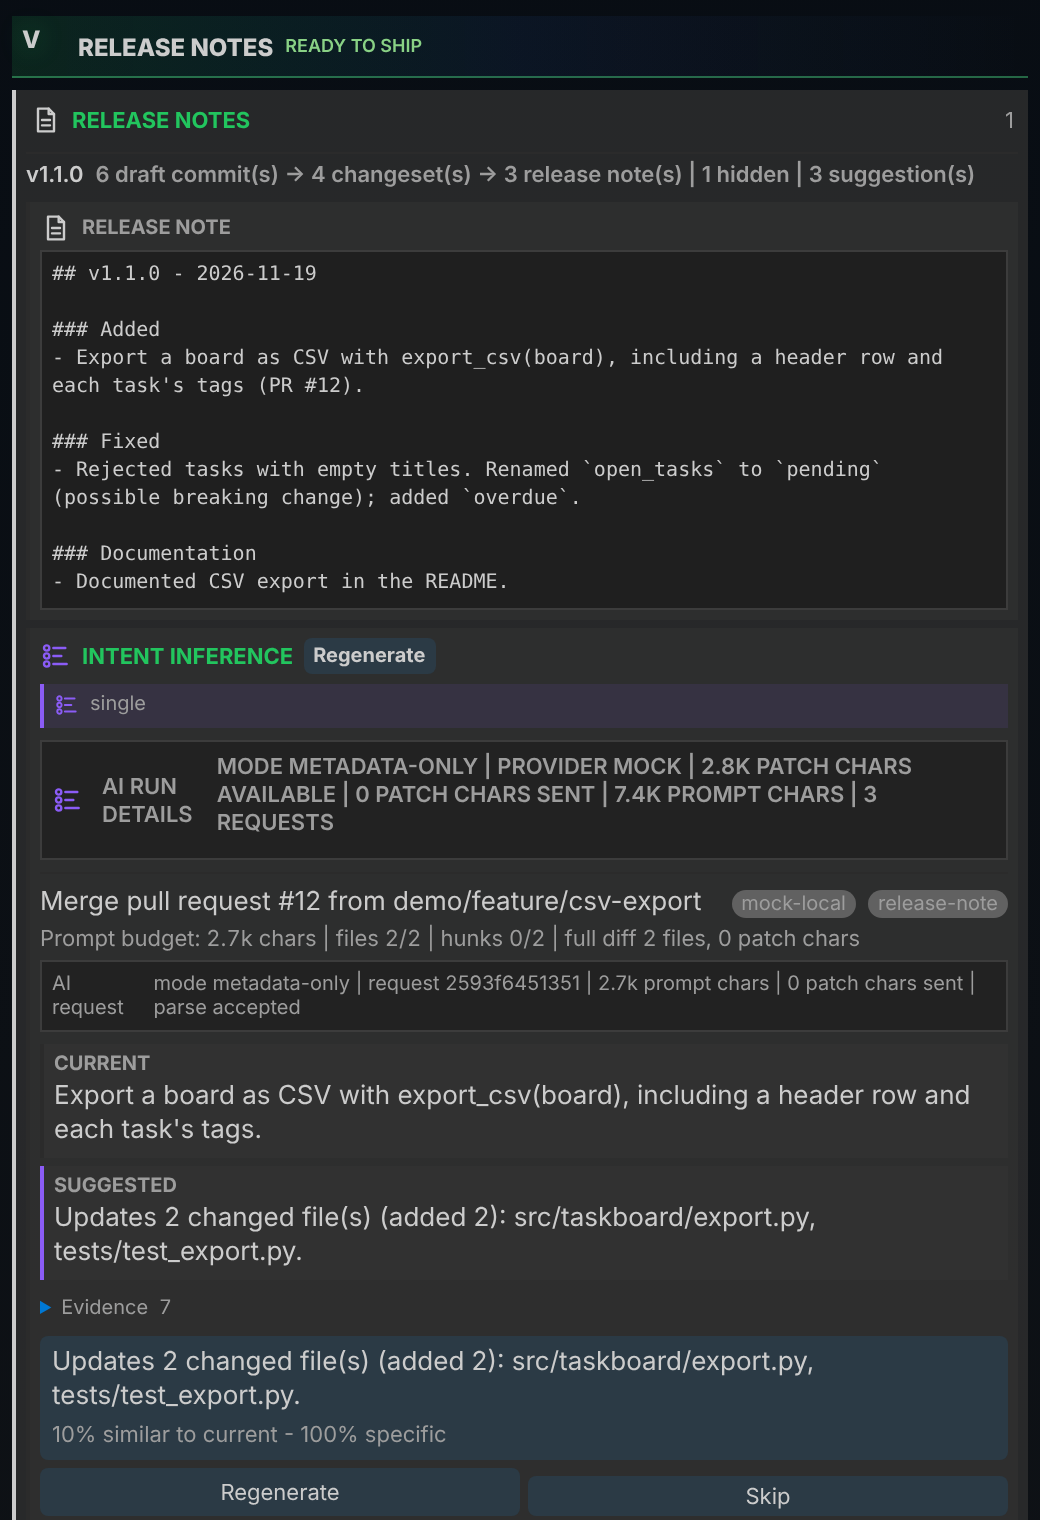 V
RELEASE NOTES READY TO SHIP
RELEASE NOTES 1
v1.1.0 6 draft commit(s) → 4 changeset(s) → 3 release note(s) | 1 hidden | 3 suggestion(s)
RELEASE NOTE
## v1.1.0 - 2026-11-19
### Added
- Export a board as CSV with export_csv(board), including a header row and
each task's tags (PR #12).
### Fixed
- Rejected tasks with empty titles. Renamed `open_tasks` to `pending`
(possible breaking change); added `overdue`.
### Documentation
- Documented CSV export in the README.
INTENT INFERENCE Regenerate
single
AI RUN
DETAILS
MODE METADATA-ONLY | PROVIDER MOCK | 2.8K PATCH CHARS
AVAILABLE | 0 PATCH CHARS SENT | 7.4K PROMPT CHARS | 3
REQUESTS
Merge pull request #12 from demo/feature/csv-export mock-local release-note
Prompt budget: 2.7k chars | files 2/2 | hunks 0/2 | full diff 2 files, 0 patch chars
AI
request
mode metadata-only | request 2593f6451351 | 2.7k prompt chars | 0 patch chars sent |
parse accepted
CURRENT
Export a board as CSV with export_csv(board), including a header row and
each task's tags.
SUGGESTED
Updates 2 changed file(s) (added 2): src/taskboard/export.py,
tests/test_export.py.
Evidence 7
Updates 2 changed file(s) (added 2): src/taskboard/export.py,
tests/test_export.py.
10% similar to current - 100% specific
Regenerate Skip